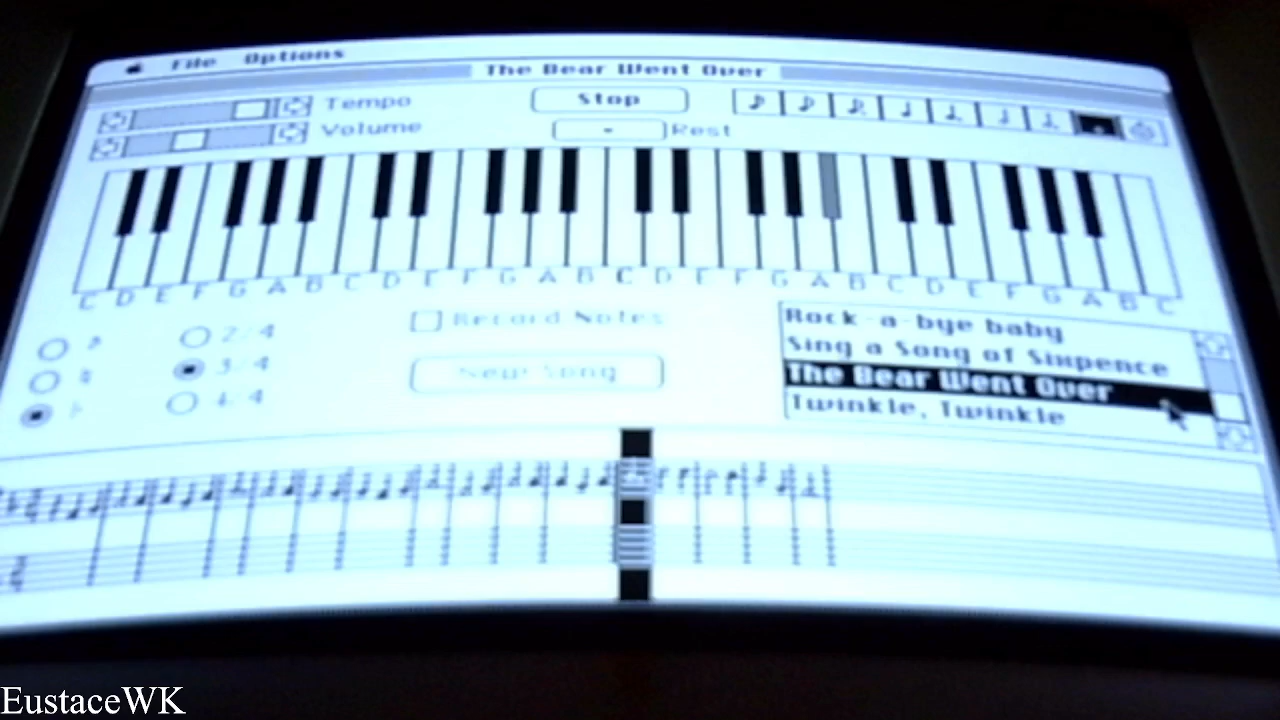 File Options
The Bear Went Over
Tempo
Stop
Volume
Rest
C D E F G A B C D E F G A B C D E F G A B C D E F G A B C
2/4
Record Notes
3/4
New Song
4/4
Rock-a-bye baby
Sing a Song of Sixpence
The Bear Went Over
Twinkle, Twinkle
EustaceWK